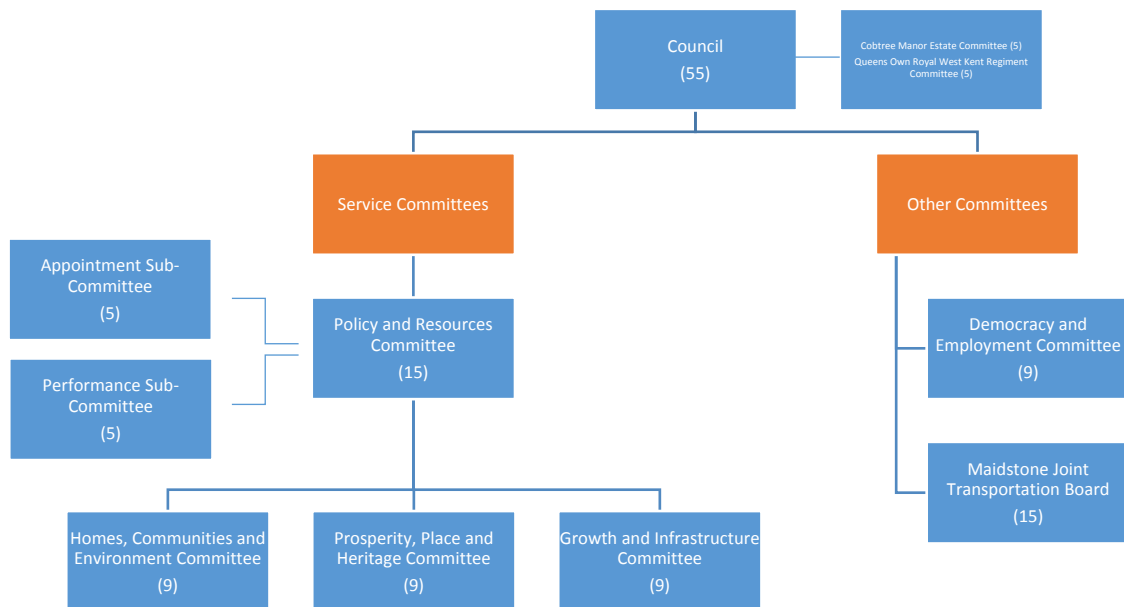 Council
(55)
Cobtree Manor Estate Committee (5)
Queens Own Royal West Kent Regiment
Committee (5)
Service Committees
Other Committees
Appointment Sub-
Committee
(5)
Policy and Resources
Committee
(15)
Democracy and
Employment Committee
(9)
Performance Sub-
Committee
(5)
Maidstone Joint
Transportation Board
(15)
Homes, Communities and
Environment Committee
(9)
Prosperity, Place and
Heritage Committee
(9)
Growth and Infrastructure
Committee
(9)